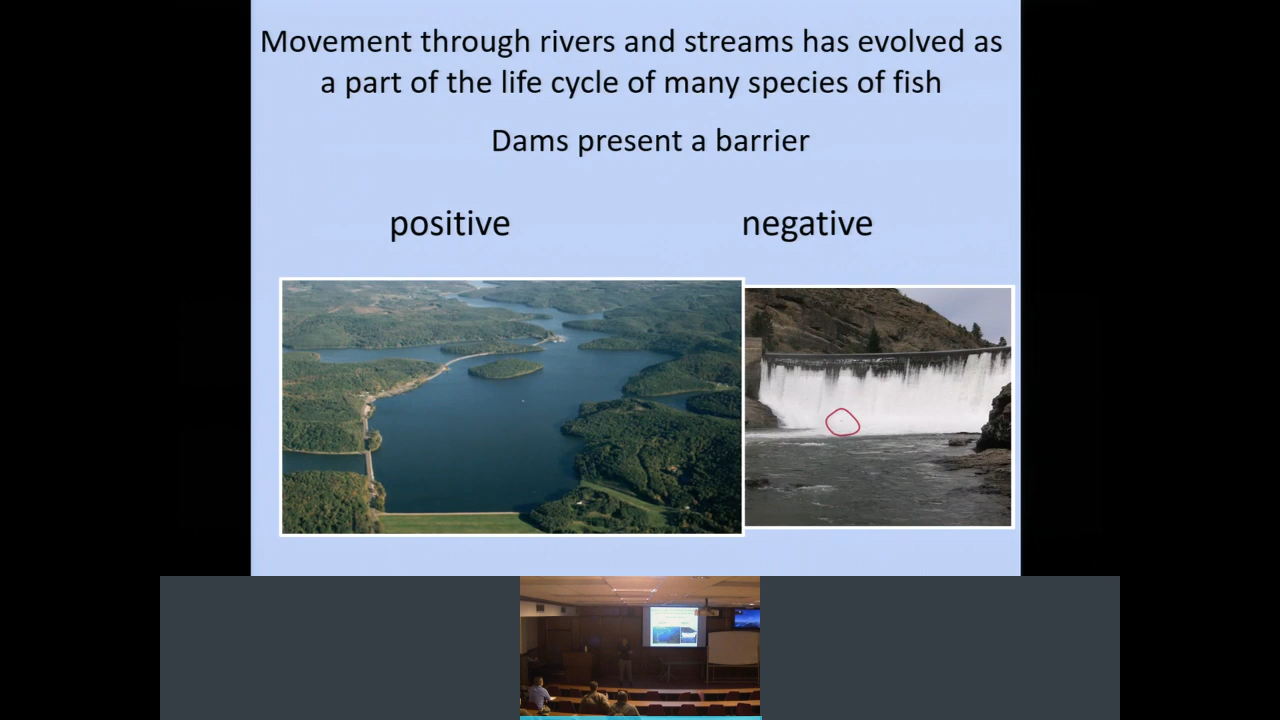 Movement through rivers and streams has evolved as
a part of the life cycle of many species of fish
Dams present a barrier
positive
negative